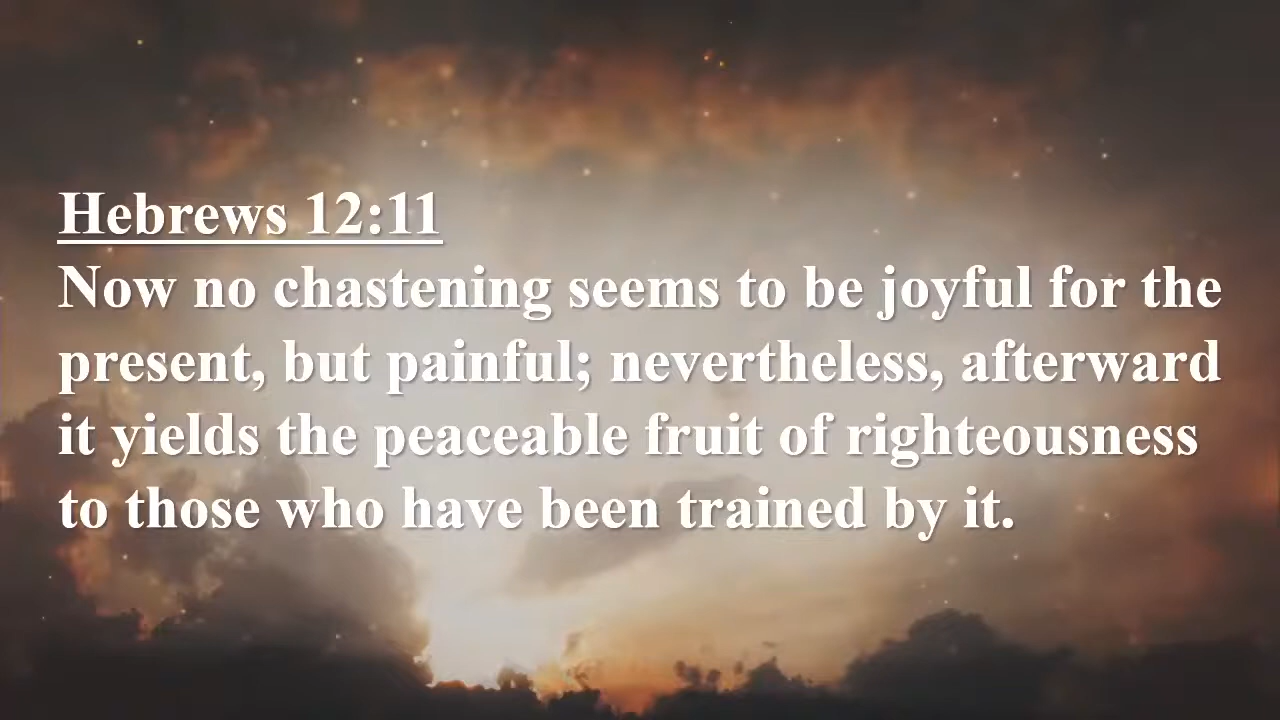 Hebrews 12:11
Now no chastening seems to be joyful for the
present, but painful; nevertheless, afterward
it yields the peaceable fruit of righteousness
to those who have been trained by it.